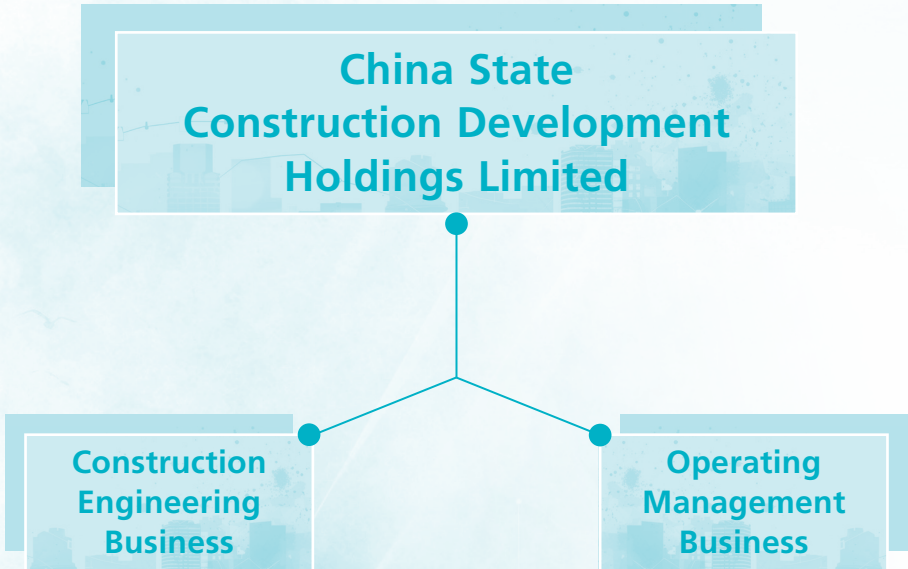 China State
Construction Development
Holdings Limited
Construction
Engineering
Business
Operating
Management
Business